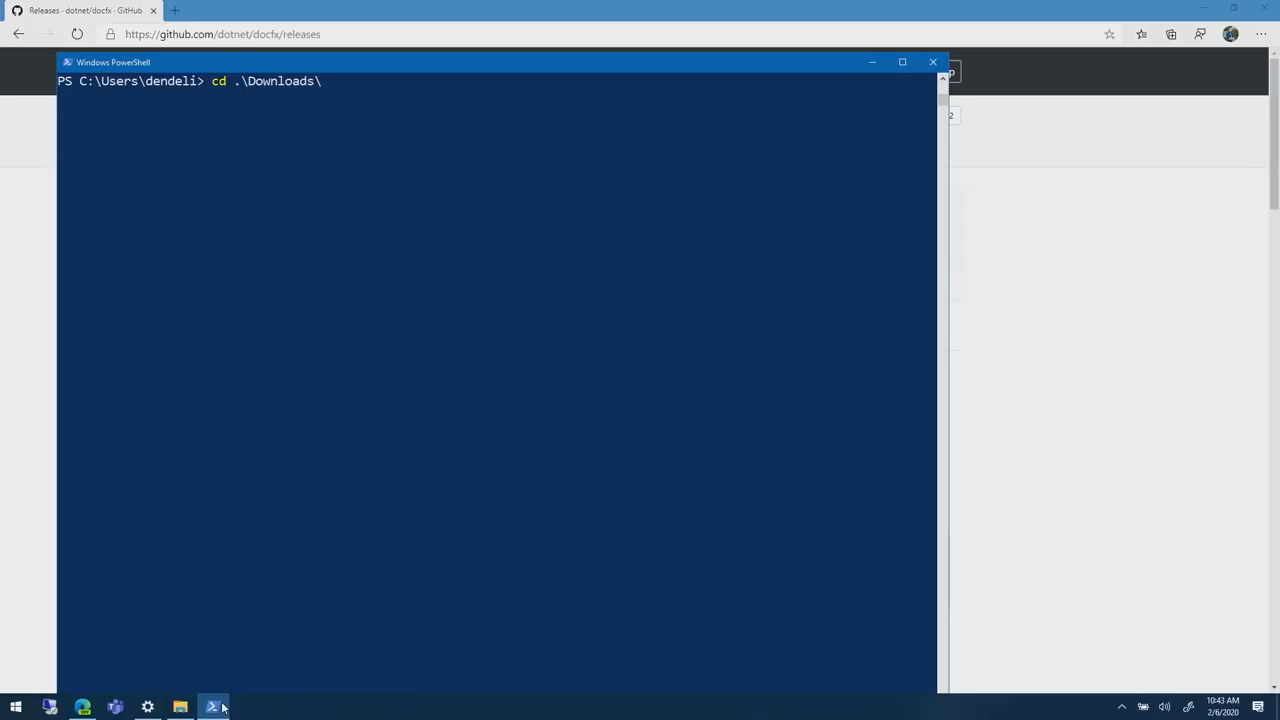 Releases · dotnet/docfx · GitHub
https://github.com/dotnet/docfx/releases
Windows PowerShell
p
PS C:\Users\dendeli> cd .\Downloads\
2
10:43 AM
2/6/2020